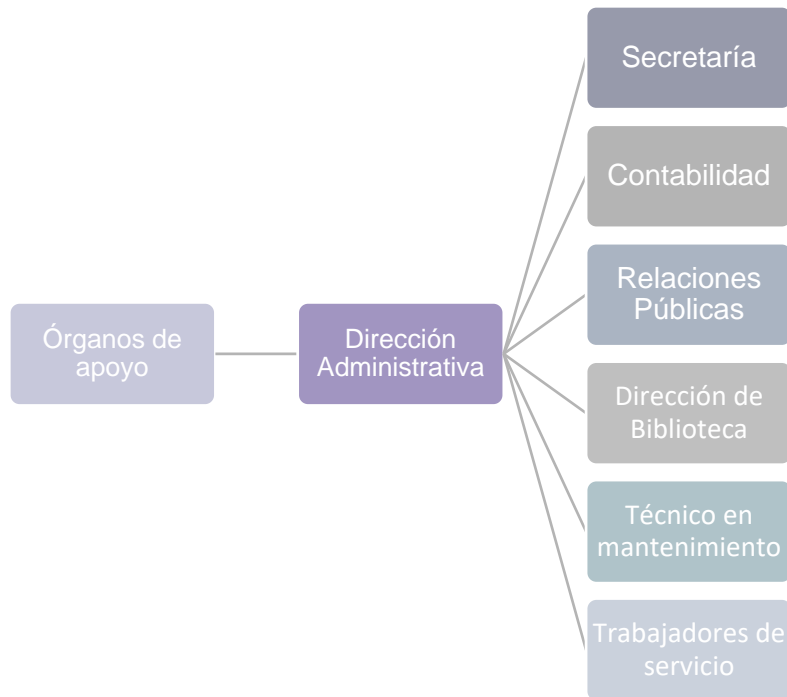 Órganos de
apoyo
Dirección
Administrativa
Secretaría
Contabilidad
Relaciones
Públicas
Dirección de
Biblioteca
Técnico en
mantenimiento
Trabajadores de
servicio